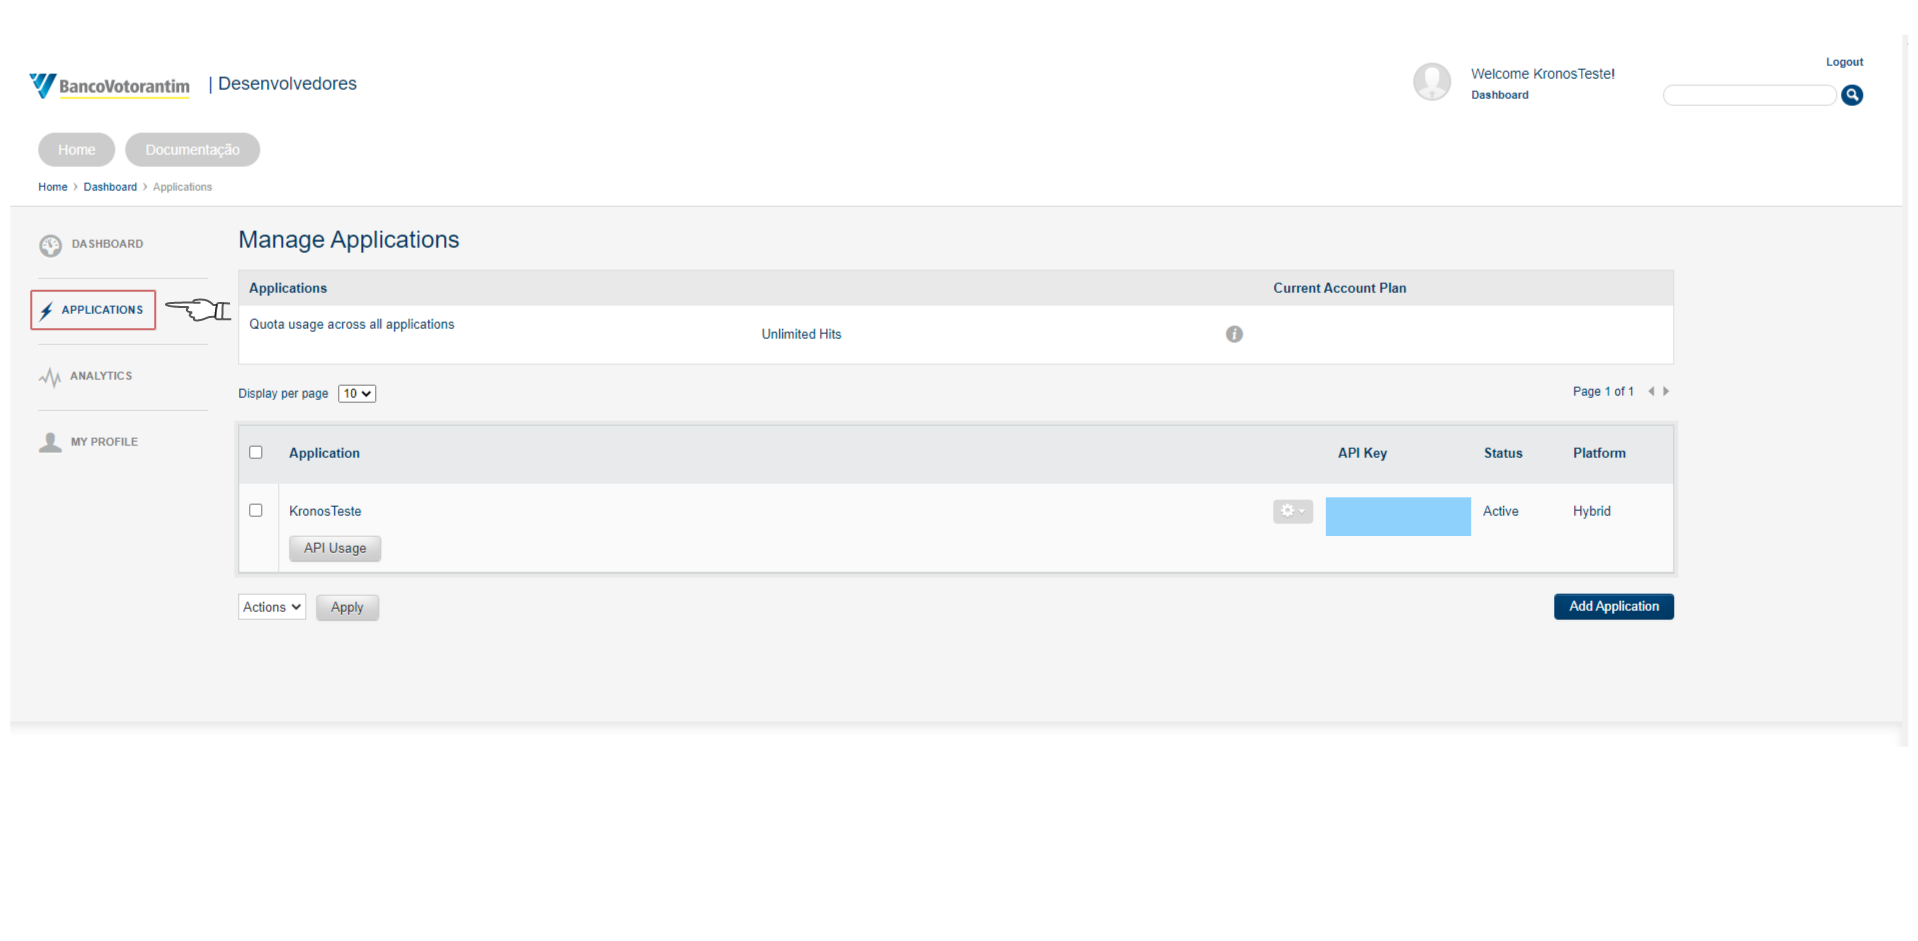 Logout
BancoVotorantim | Desenvolvedores
Welcome KronosTeste!
Dashboard
Home Documentação
Home > Dashboard > Applications
DASHBOARD
APPLICATIONS
ANALYTICS
MY PROFILE
Manage Applications
Applications Current Account Plan
Quota usage across all applications
Unlimited Hits
Display per page 10
Page 1 of 1
Application API Key Status Platform
KronosTeste Active Hybrid
API Usage
Actions Apply Add Application